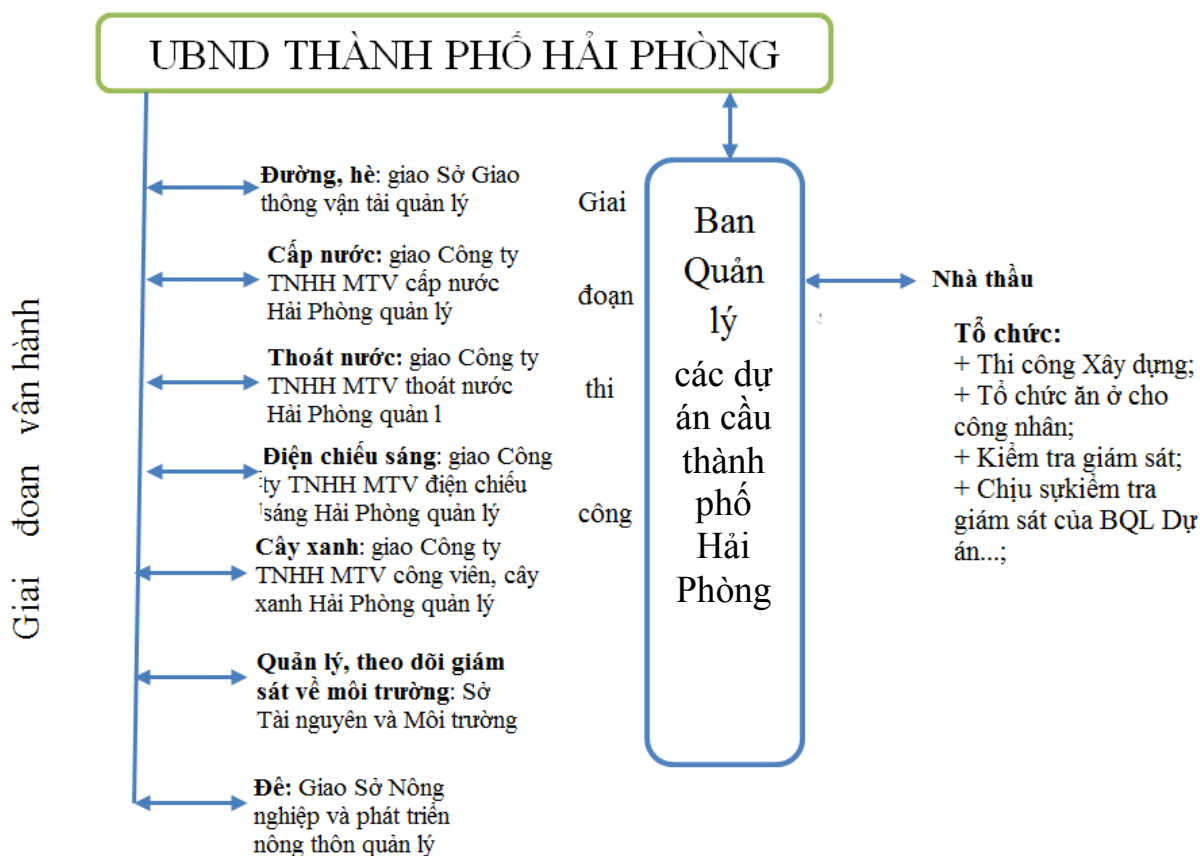 UBND THÀNH PHỐ HẢI PHÒNG
Giai đoan vân hành
Đường, hè: giao Sở Giao
thông vận tải quản lý
Cấp nước: giao Công ty
TNHH MTV cấp nước
Hải Phòng quản lý
Thoát nước: giao Công ty
TNHH MTV thoát nước
Hải Phòng quản l
Điện chiếu sáng: giao Công
ty TNHH MTV điện chiếu
sáng Hải Phòng quản lý
Cây xanh: giao Công ty
TNHH MTV công viên, cây
xanh Hải Phòng quản lý
Quản lý, theo dõi giám
sát về môi trường: Sở
Tài nguyên và Môi trường
Đê: Giao Sở Nông
nghiệp và phát triển
nông thôn quản lý
Giai
đoạn
thi
công
Ban
Quản
lý
các dự
án cầu
thành
phố
Hải
Phòng
Nhà thầu
Tổ chức:
+ Thi công Xây dựng;
+ Tổ chức ăn ở cho
công nhân;
+ Kiểm tra giám sát;
+ Chịu sựkiểm tra
giám sát của BQL Dự
án...;